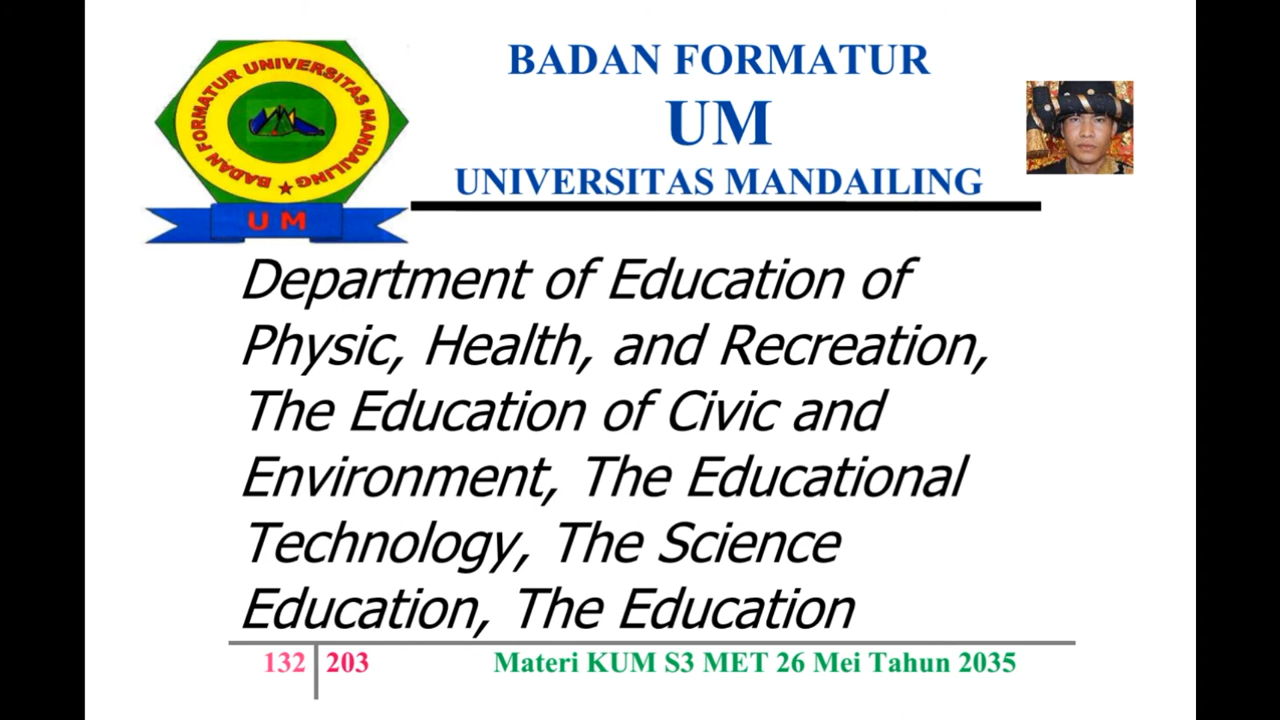 BADAN FORMATUR UNIVERSITAS MANDAILING
U M
BADAN FORMATUR
UM
UNIVERSITAS MANDAILING
Department of Education of
Physic, Health, and Recreation,
The Education of Civic and
Environment, The Educational
Technology, The Science
Education, The Education
132 203 Materi KUM S3 MET 26 Mei Tahun 2035